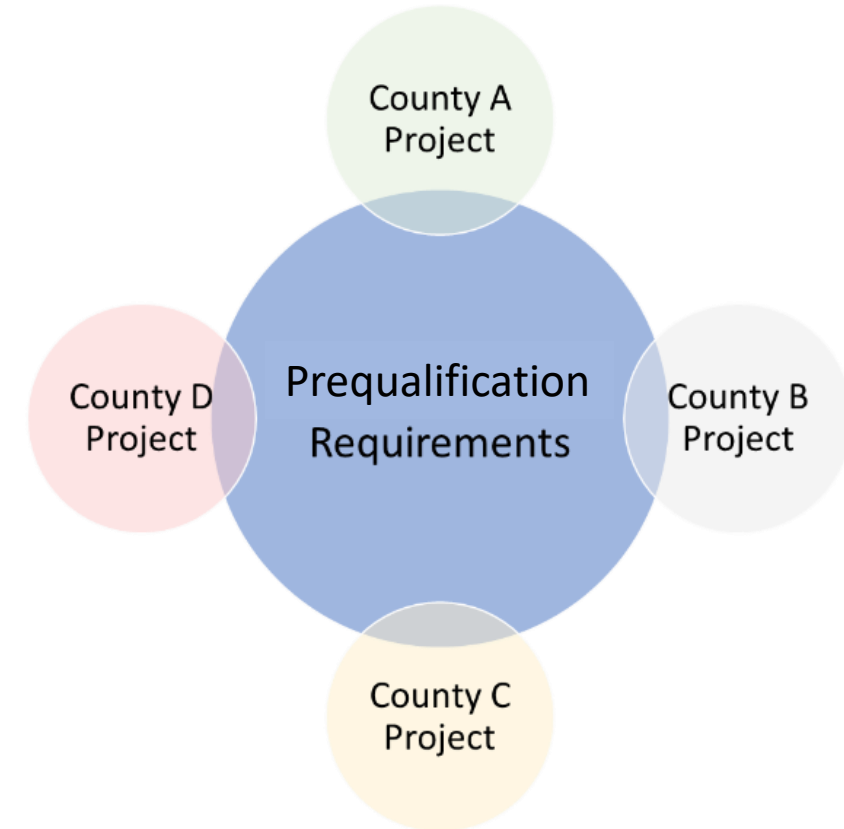 County A
Project
County D
Project
Prequalification
Requirements
County B
Project
County C
Project